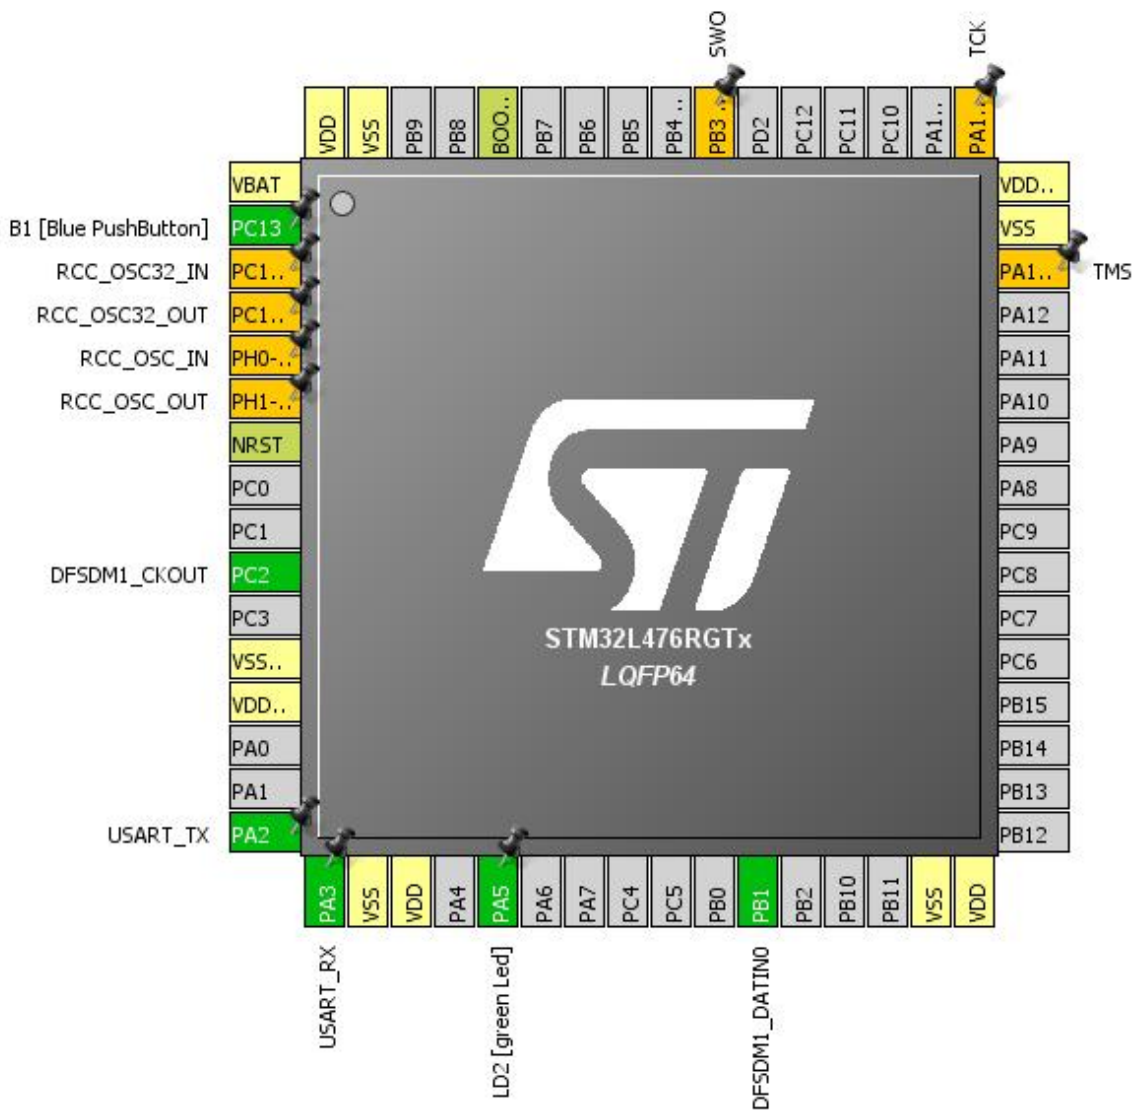 SWO
TCK
VDD
VSS
PB9
PB8
BOO..
PB7
PB6
PB5
PB4 ..
PB3 ..
PD2
PC12
PC11
PC10
PA1..
PA1..
VBAT
B1 [Blue PushButton] PC13
RCC_OSC32_IN PC1..
RCC_OSC32_OUT PC1..
RCC_OSC_IN PH0-..
RCC_OSC_OUT PH1-..
NRST
PC0
PC1
DFSDM1_CKOUT PC2
PC3
VSS..
VDD..
PA0
PA1
USART_TX PA2
VDD..
VSS
PA1.. TMS
PA12
PA11
PA10
PA9
PA8
PC9
PC8
PC7
PC6
PB15
PB14
PB13
PB12
ST
STM32L476RGTx
LQFP64
PA3
VSS
VDD
PA4
PA5
PA6
PA7
PC4
PC5
PB0
PB1
PB2
PB10
PB11
VSS
VDD
USART_RX
LD2 [green Led]
DFSDM1_DATIN0